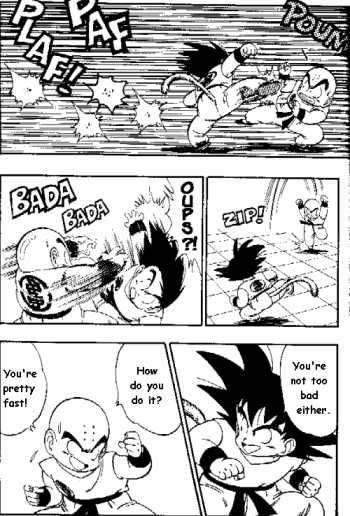 PLAF!
PAF
POUN
BADA
BADA
OUPS?!
ZIP!
You're
pretty
fast!
How
do you
do it?
You're
not too
bad
either.